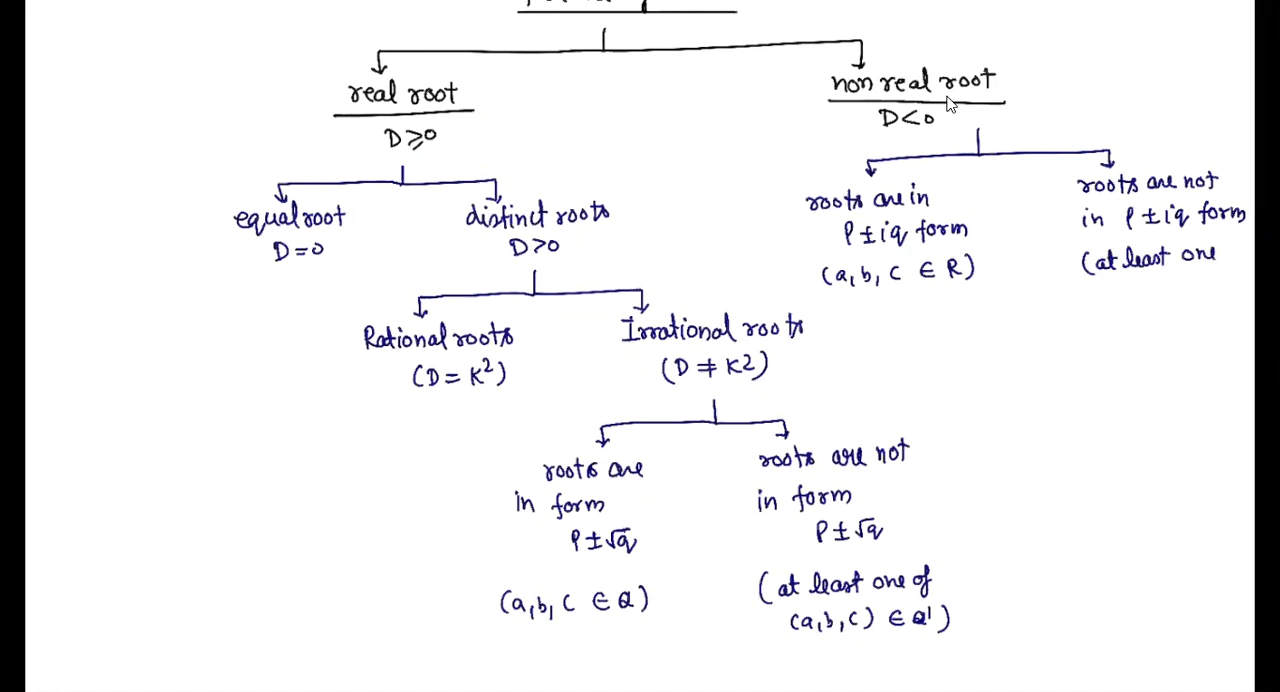 real root
D≥0
non real root
D<0
equal root
D=0
distinct roots
D>0
roots are in
P±iq form
(a,b,c ∈ R)
roots are not
in P±iq form
(at least one
Rational roots
(D=K²)
Irrational roots
(D≠K2)
roots are
in form
P±√q
(a,b,c ∈ Q)
roots are not
in form
P±√q
(at least one of
(a,b,c) ∈ Q')